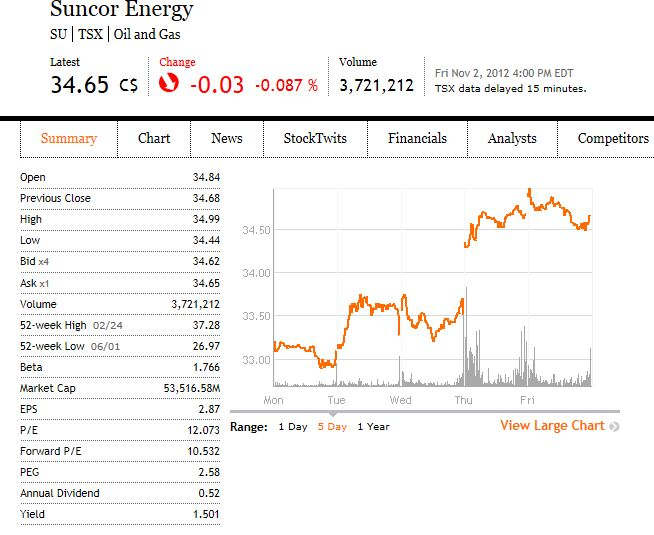 Suncor Energy
SU | TSX | Oil and Gas
Latest
34.65 C$
Change
-0.03 -0.087 %
Volume
3,721,212
Fri Nov 2, 2012 4:00 PM EDT
TSX data delayed 15 minutes.
Summary Chart News StockTwits Financials Analysts Competitors
Open 34.84
Previous Close 34.68
High 34.99
Low 34.44
Bid x4 34.62
Ask x1 34.65
Volume 3,721,212
52-week High 02/24 37.28
52-week Low 06/01 26.97
Beta 1.766
Market Cap 53,516.58M
EPS 2.87
P/E 12.073
Forward P/E 10.532
PEG 2.58
Annual Dividend 0.52
Yield 1.501
34.50
34.00
33.50
33.00
Mon Tue Wed Thu Fri
Range: 1 Day 5 Day 1 Year
View Large Chart